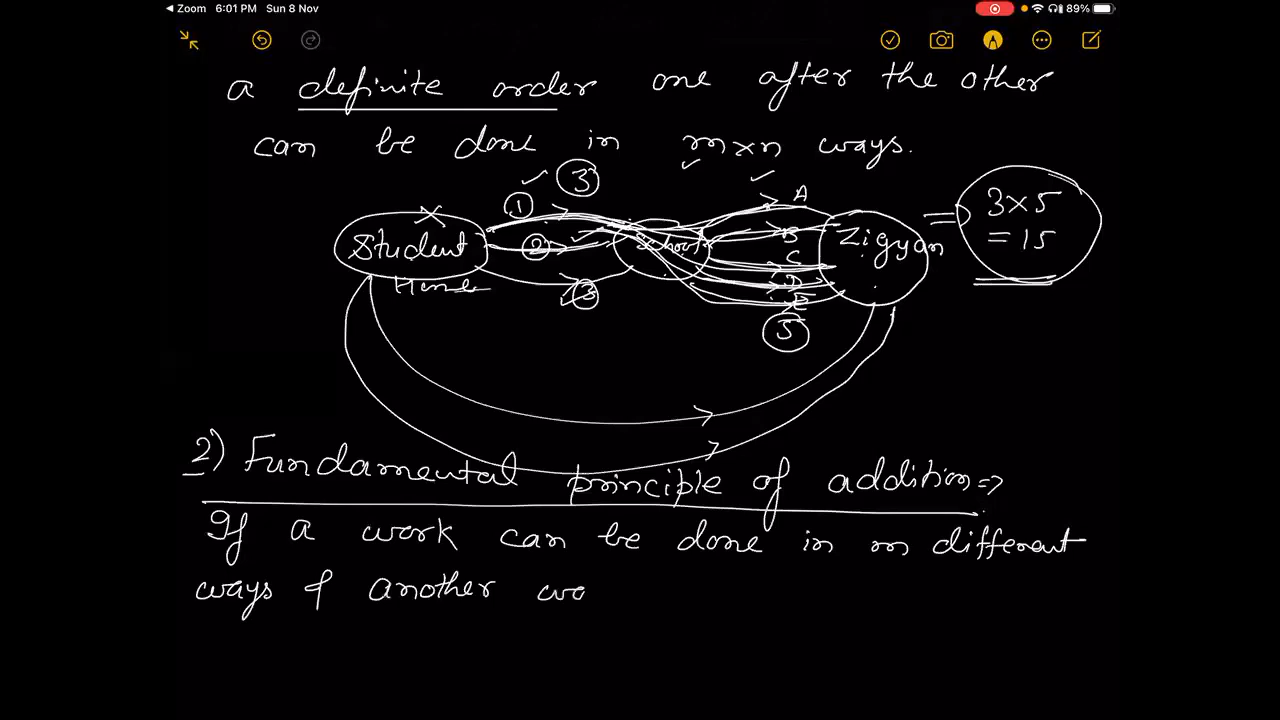 Zoom 6:01 PM Sun 8 Nov 89%
a definite order one after the other
can be done in m×n ways.
3
1 A
Student 2 School B Zigyan = 3×5
= 15
C
Home 3 D
E
5
2) Fundamental principle of addition⇒
If a work can be done in m different
ways & another wo